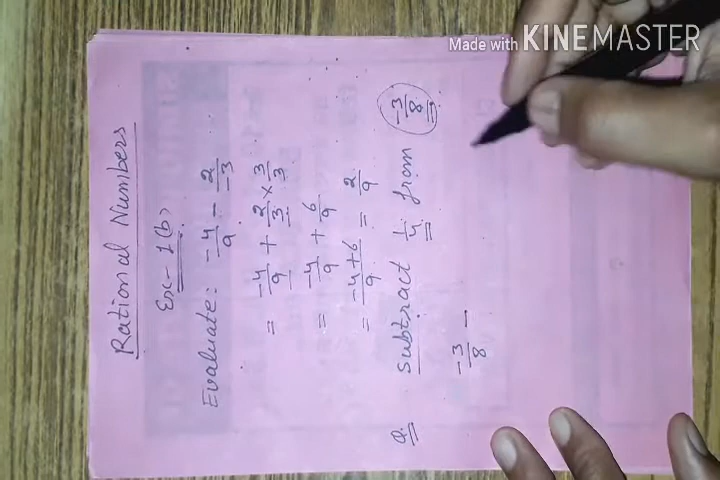 Rational Numbers
Exc- 1(b)
Evaluate: -4/9 - 2/-3
= -4/9 + 2/3 × 3/3
= -4/9 + 6/9
= -4+6/9 = 2/9
Q. Subtract 1/4 from -3/8
-3/8 -
Made with KINEMASTER